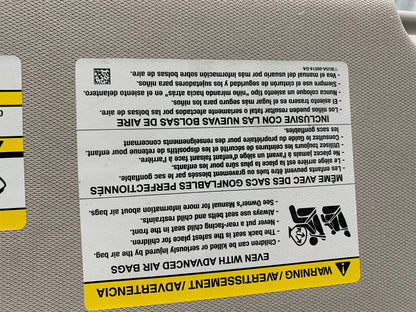 WARNING/AVERTISSEMENT/ADVERTENCIA
EVEN WITH ADVANCED AIR BAGS
- Children can be killed or seriously injured by the air bag
- The back seat is the safest place for children.
- Never put a rear-facing child seat in the front
- Always use seat belts and child restraints.
- See Owner's Manual for more information about air bags.
MÊME AVEC DES SACS GONFLABLES PERFECTIONNÉS
- Les enfants peuvent être tués ou gravement blessés par le sac gonflable.
- Le siège arrière est la place la plus sûre pour les enfants.
- Ne placez jamais à l'avant un siège d'enfant faisant face à l'arrière.
- Utilisez toujours les ceintures de sécurité et les dispositifs de retenue pour enfant.
- Consultez le Guide du propriétaire pour des renseignements concernant
les sacs gonflables.
INCLUSIVE CON LAS NUEVAS BOLSAS DE AIRE
- Los niños pueden resultar fatal o seriamente afectados por las bolsas de aire.
- El asiento trasero es el lugar más seguro para los niños.
- Nunca coloque un asiento tipo "niño mirando hacia atrás" en el asiento delantero.
- Siempre use el cinturón de seguridad y los sujetadores para niños.
- Vea el manual del usuario por más información sobre bolsas de aire.